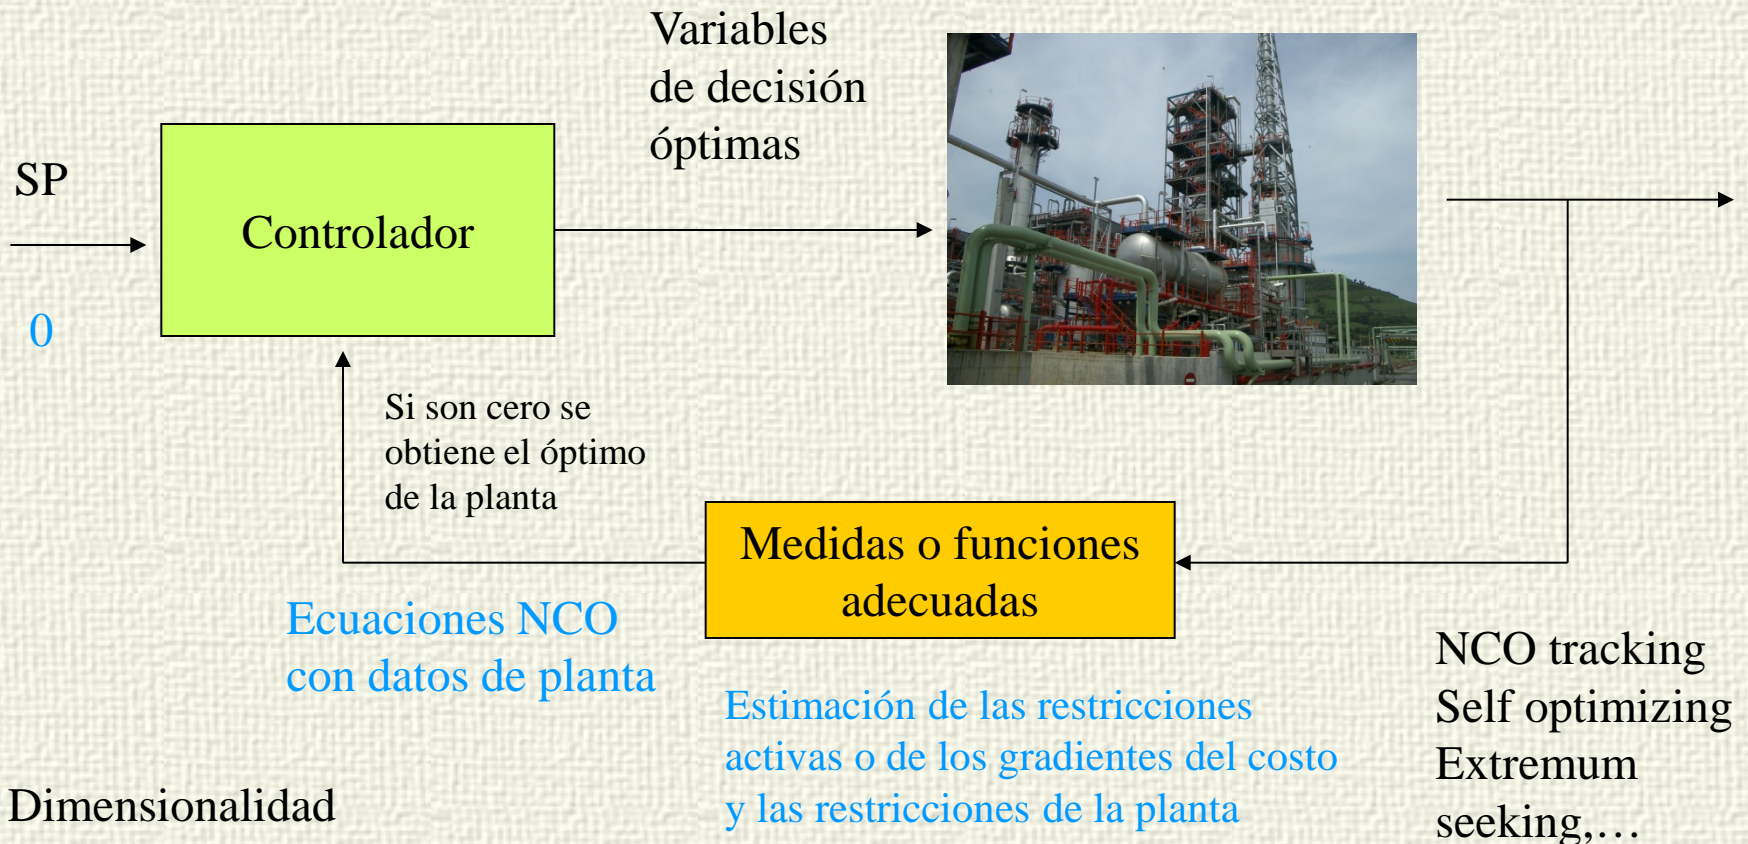 Variables
de decisión
óptimas
SP
Controlador
0
Si son cero se
obtiene el óptimo
de la planta
Medidas o funciones
adecuadas
Ecuaciones NCO
con datos de planta
Estimación de las restricciones
activas o de los gradientes del costo
y las restricciones de la planta
NCO tracking
Self optimizing
Extremum
seeking,…
Dimensionalidad